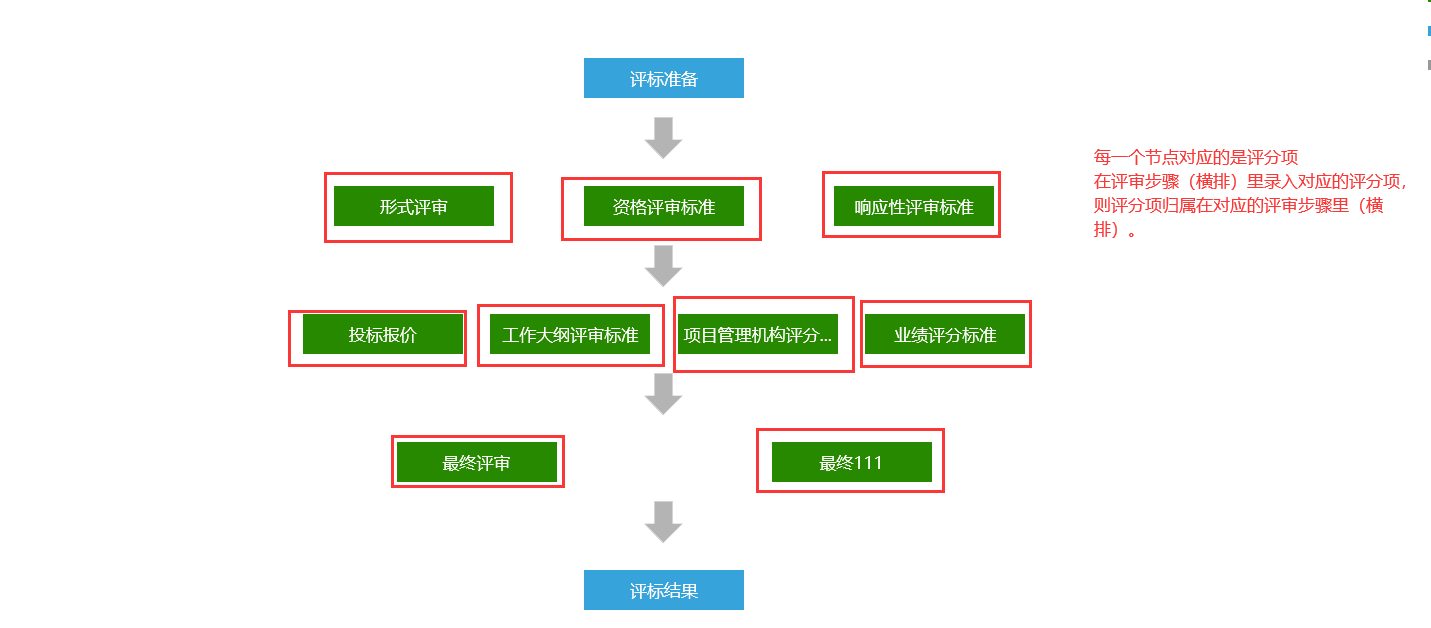 评标准备
每一个节点对应的是评分项
在评审步骤（横排）里录入对应的评分项，
则评分项归属在对应的评审步骤里（横
排）。
形式评审
资格评审标准
响应性评审标准
投标报价
工作大纲评审标准
项目管理机构评分...
业绩评分标准
最终评审
最终111
评标结果